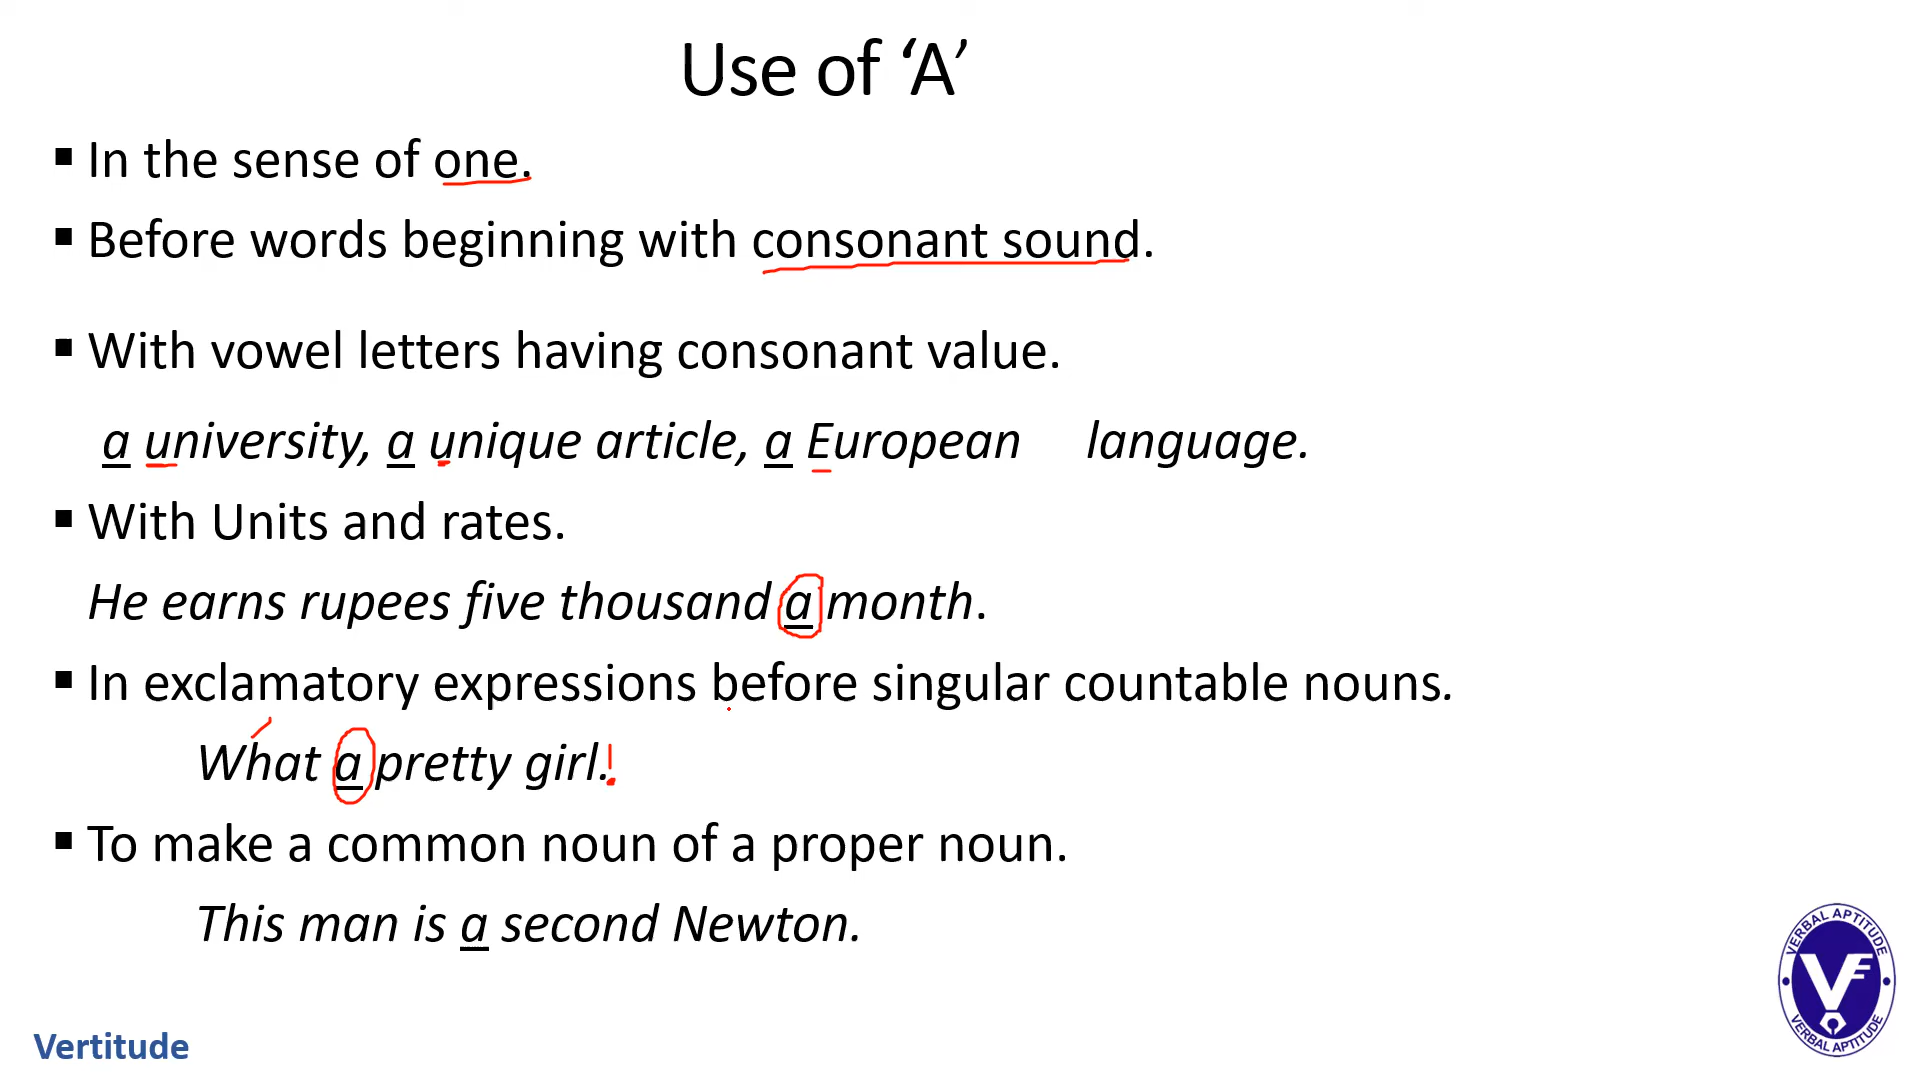 Use of ‘A’
▪ In the sense of one.
▪ Before words beginning with consonant sound.
▪ With vowel letters having consonant value.
a university, a unique article, a European language.
▪ With Units and rates.
He earns rupees five thousand a month.
▪ In exclamatory expressions before singular countable nouns.
What a pretty girl.!
▪ To make a common noun of a proper noun.
This man is a second Newton.
VERBAL APTITUDE
V
VERBAL APTITUDE
Vertitude